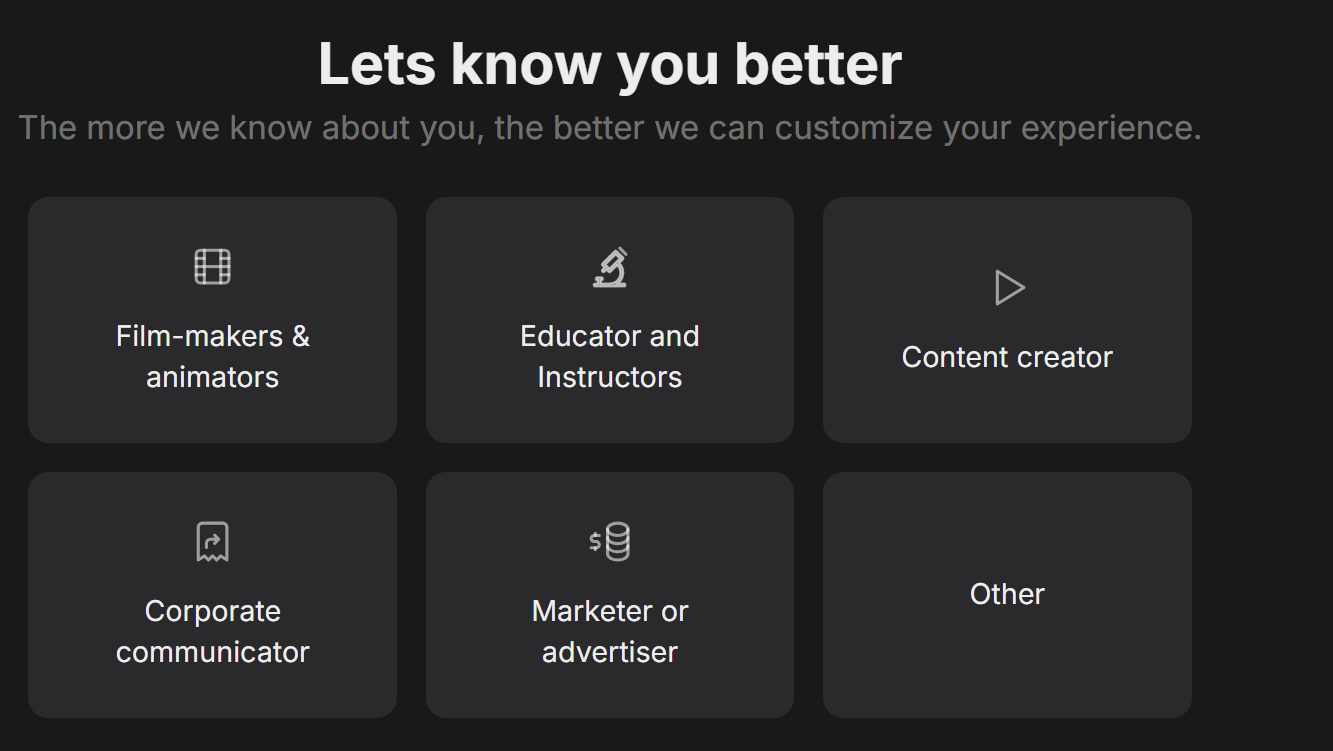 Lets know you better
The more we know about you, the better we can customize your experience.
Film-makers &
animators
Educator and
Instructors
Content creator
Corporate
communicator
$
Marketer or
advertiser
Other